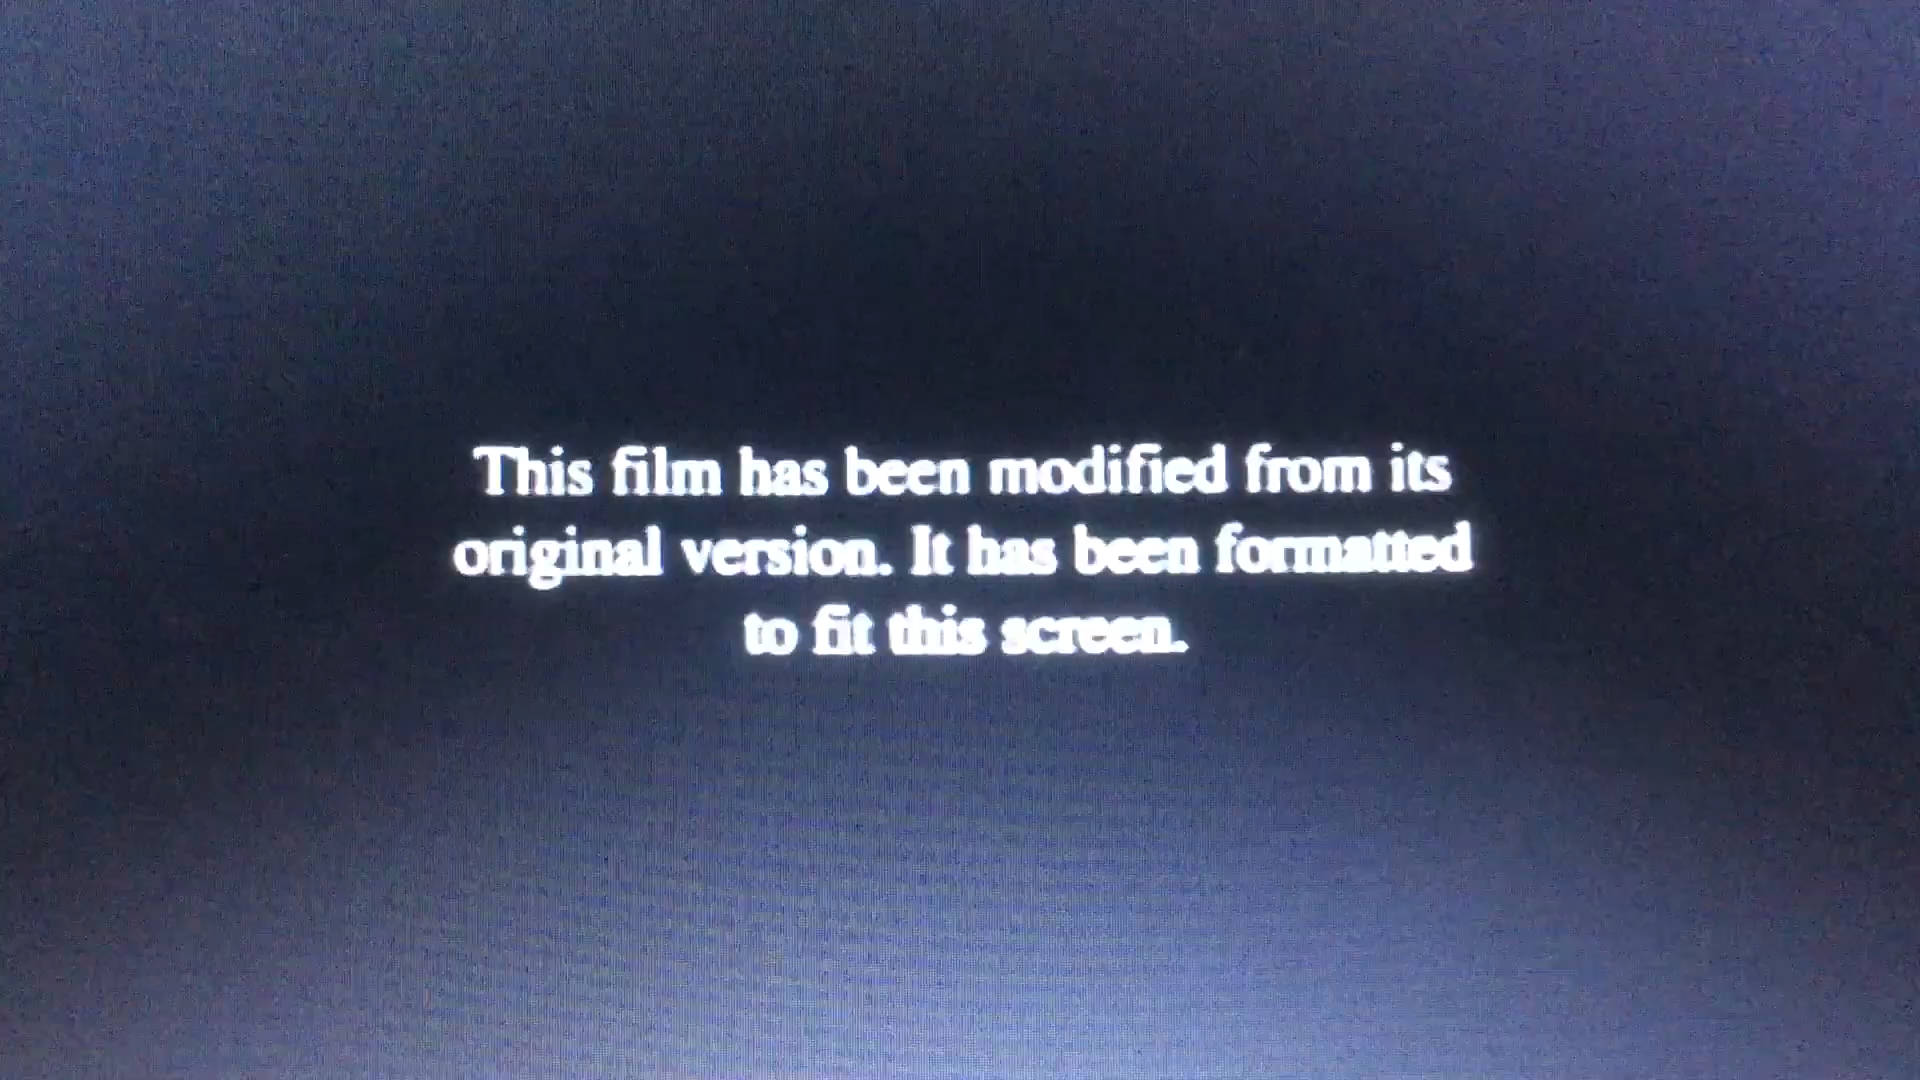 This film has been modified from its
original version. It has been formatted
to fit this screen.